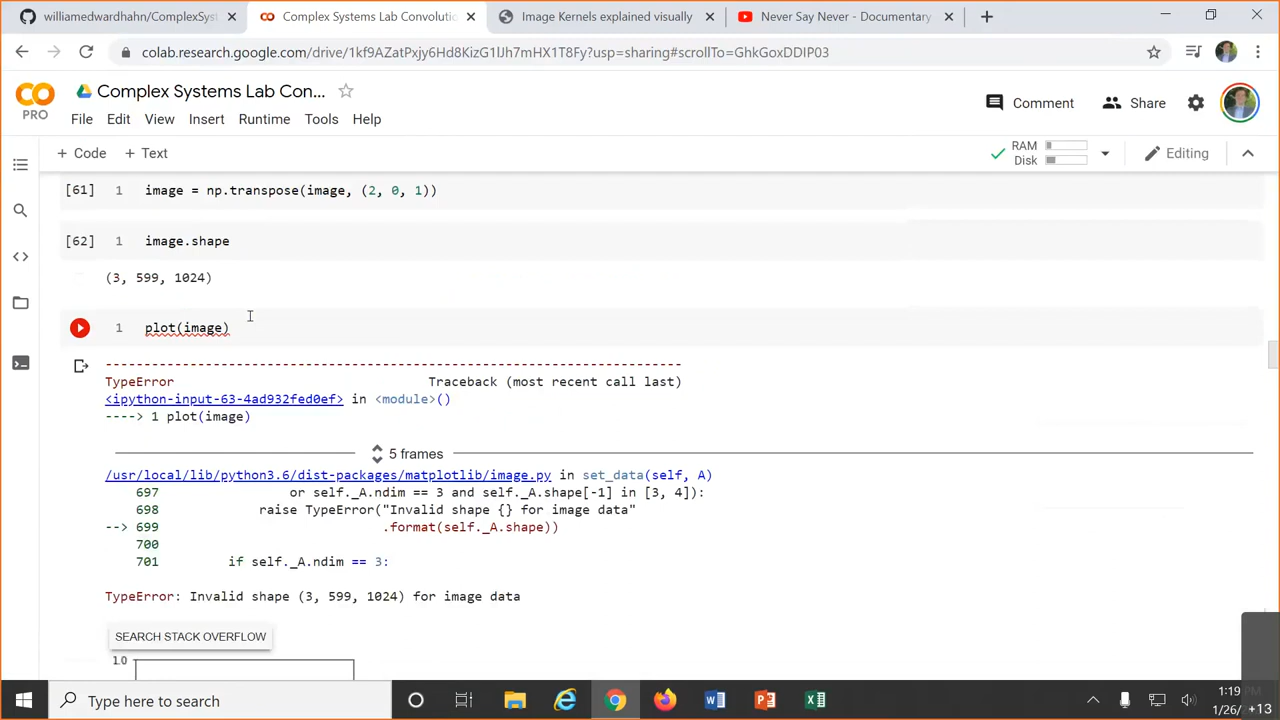 williamedwardhahn/ComplexSyst
Complex Systems Lab Convolutio
Image Kernels explained visually
Never Say Never - Documentary
colab.research.google.com/drive/1kf9AZatPxjy6Hd8KizG1lJh7mHX1T8Fy?usp=sharing#scrollTo=GhkGoxDDIP03
PRO
Complex Systems Lab Con...
File Edit View Insert Runtime Tools Help
Comment
Share
+ Code + Text
RAM
Disk
Editing
[61] 1 image = np.transpose(image, (2, 0, 1))
[62] 1 image.shape
(3, 599, 1024)
1 plot(image)
---------------------------------------------------------------------------
TypeError Traceback (most recent call last)
<ipython-input-63-4ad932fed0ef> in <module>()
----> 1 plot(image)
5 frames
/usr/local/lib/python3.6/dist-packages/matplotlib/image.py in set_data(self, A)
697 or self._A.ndim == 3 and self._A.shape[-1] in [3, 4]):
698 raise TypeError("Invalid shape {} for image data"
--> 699 .format(self._A.shape))
700
701 if self._A.ndim == 3:
TypeError: Invalid shape (3, 599, 1024) for image data
SEARCH STACK OVERFLOW
1.0
Type here to search
1:19 PM
1/26/
+13